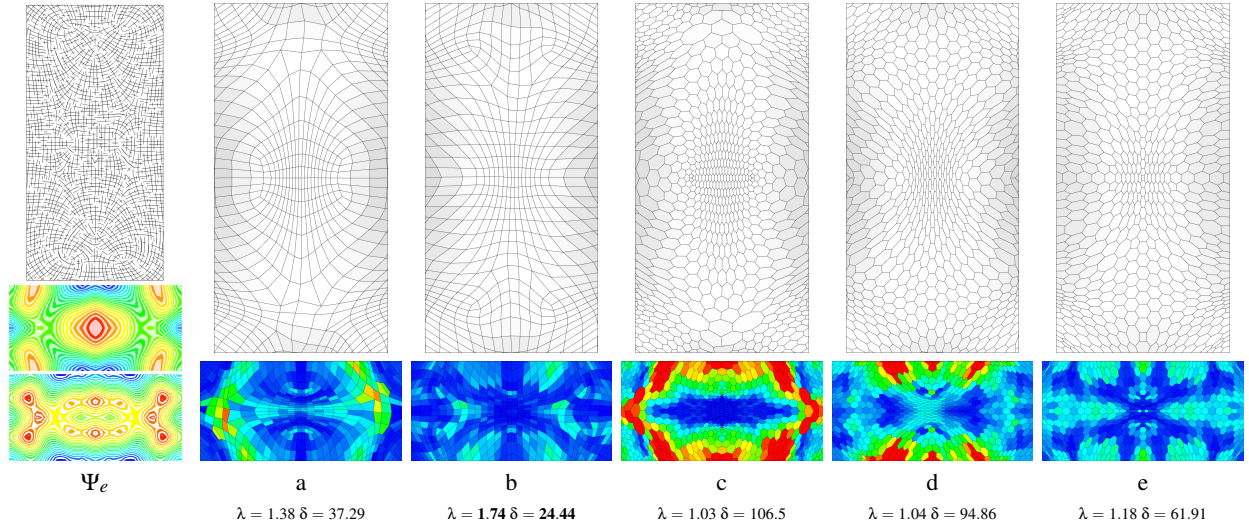 Ψe a b c d e
λ = 1.38 δ = 37.29 λ = 1.74 δ = 24.44 λ = 1.03 δ = 106.5 λ = 1.04 δ = 94.86 λ = 1.18 δ = 61.91